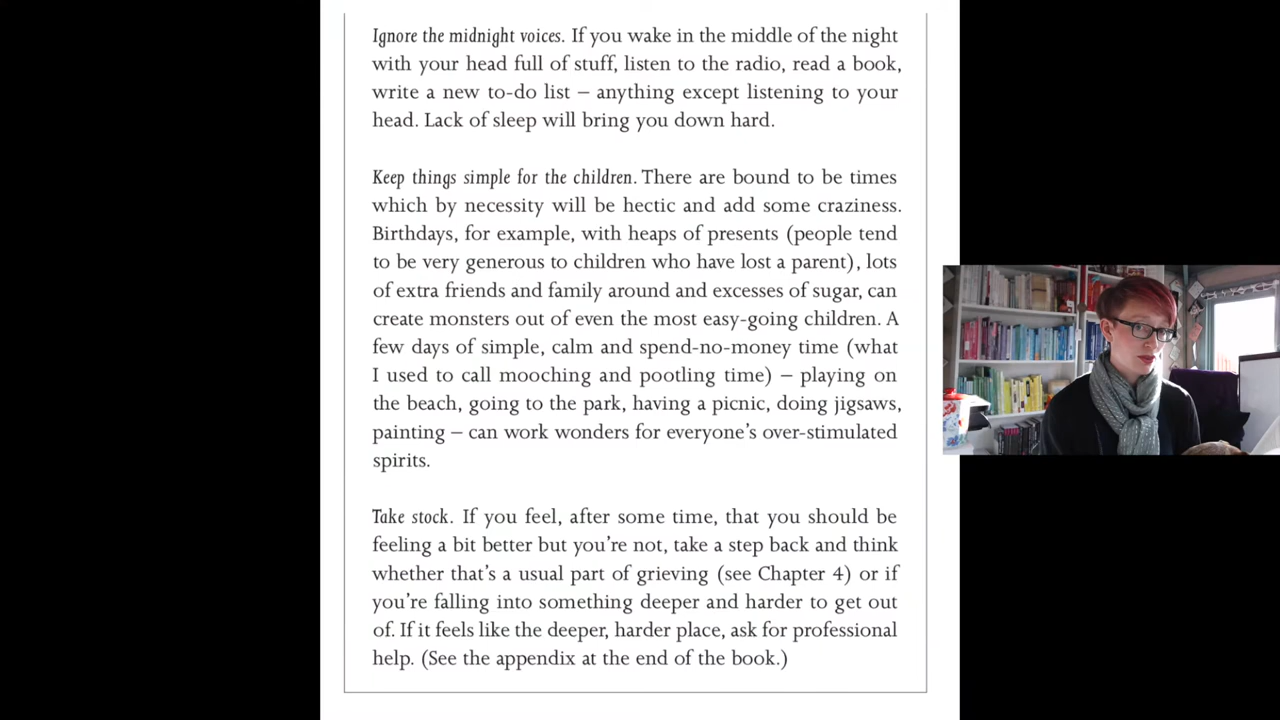 Ignore the midnight voices. If you wake in the middle of the night
with your head full of stuff, listen to the radio, read a book,
write a new to-do list – anything except listening to your
head. Lack of sleep will bring you down hard.
Keep things simple for the children. There are bound to be times
which by necessity will be hectic and add some craziness.
Birthdays, for example, with heaps of presents (people tend
to be very generous to children who have lost a parent), lots
of extra friends and family around and excesses of sugar, can
create monsters out of even the most easy-going children. A
few days of simple, calm and spend-no-money time (what
I used to call mooching and pootling time) – playing on
the beach, going to the park, having a picnic, doing jigsaws,
painting – can work wonders for everyone’s over-stimulated
spirits.
Take stock. If you feel, after some time, that you should be
feeling a bit better but you’re not, take a step back and think
whether that’s a usual part of grieving (see Chapter 4) or if
you’re falling into something deeper and harder to get out
of. If it feels like the deeper, harder place, ask for professional
help. (See the appendix at the end of the book.)